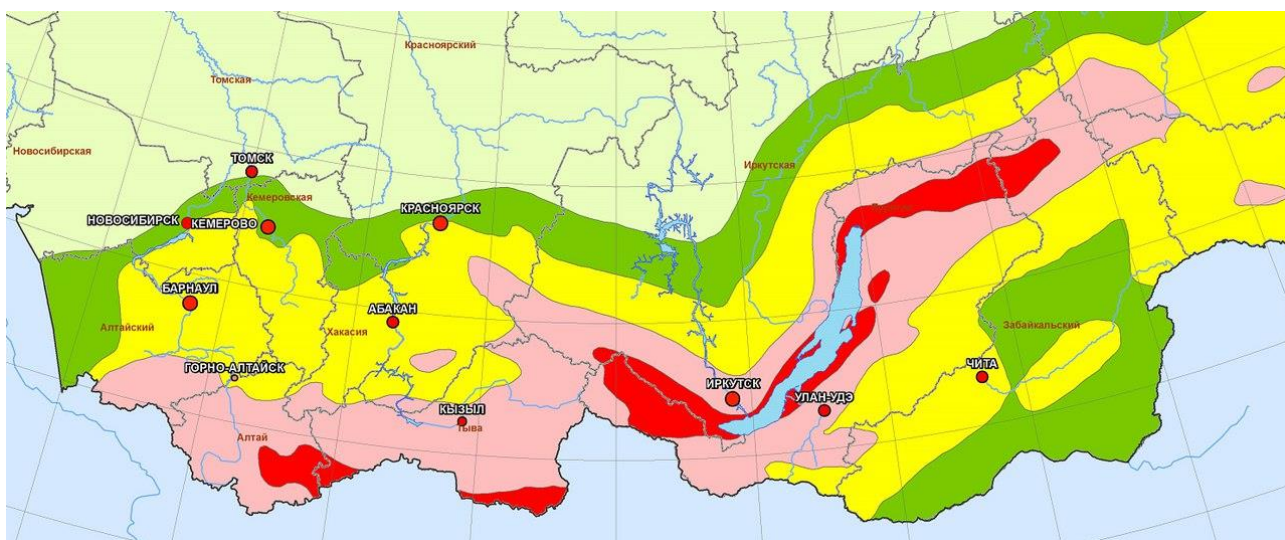 Красноярский
Томская
Новосибирская
ТОМСК
Иркутская
Кемеровская
КРАСНОЯРСК
НОВОСИБИРСК
КЕМЕРОВО
БАРНАУЛ
АБАКАН
Алтайский
Хакасия
Забайкальский
ГОРНО-АЛТАЙСК
ЧИТА
ИРКУТСК
УЛАН-УДЭ
КЫЗЫЛ
Тыва
Алтай